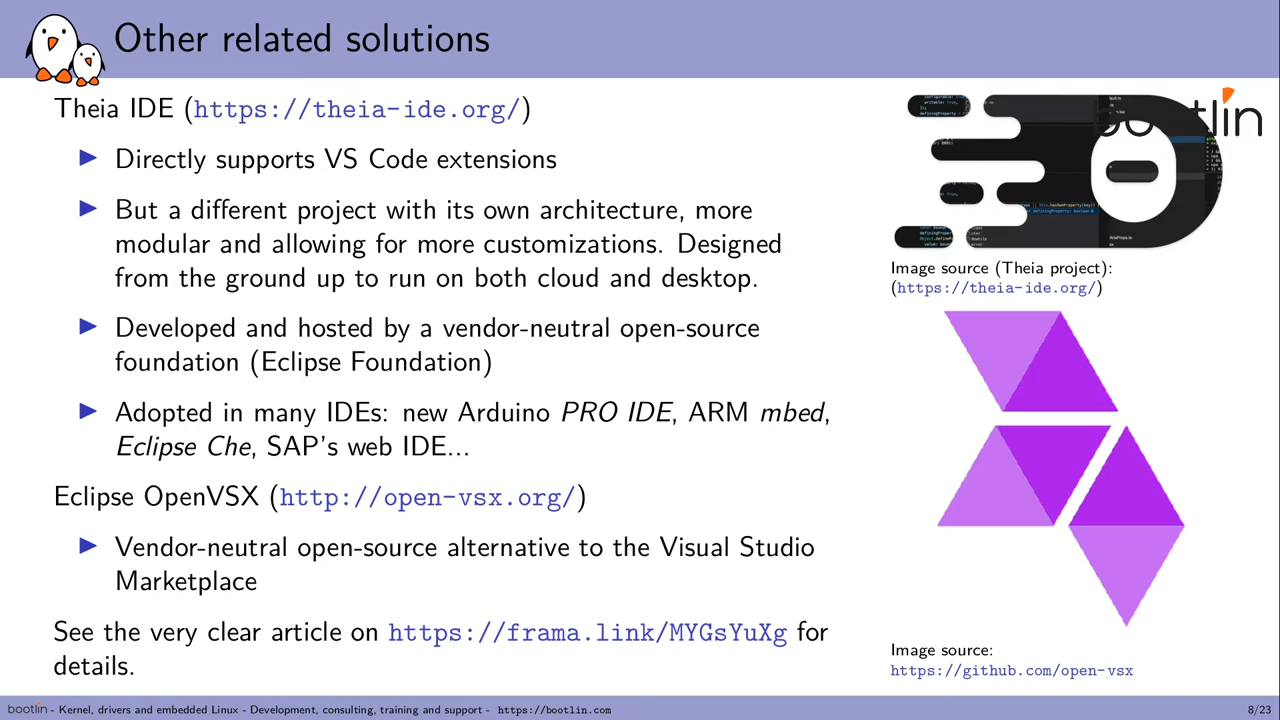 Other related solutions
bootlin
Theia IDE (https://theia-ide.org/)
Directly supports VS Code extensions
But a different project with its own architecture, more
modular and allowing for more customizations. Designed
from the ground up to run on both cloud and desktop.
Developed and hosted by a vendor-neutral open-source
foundation (Eclipse Foundation)
Adopted in many IDEs: new Arduino PRO IDE, ARM mbed,
Eclipse Che, SAP's web IDE...
Eclipse OpenVSX (http://open-vsx.org/)
Vendor-neutral open-source alternative to the Visual Studio
Marketplace
See the very clear article on https://frama.link/MYGsYuXg for
details.
Image source (Theia project):
(https://theia-ide.org/)
Image source:
https://github.com/open-vsx
bootlin - Kernel, drivers and embedded Linux - Development, consulting, training and support - https://bootlin.com
8/23